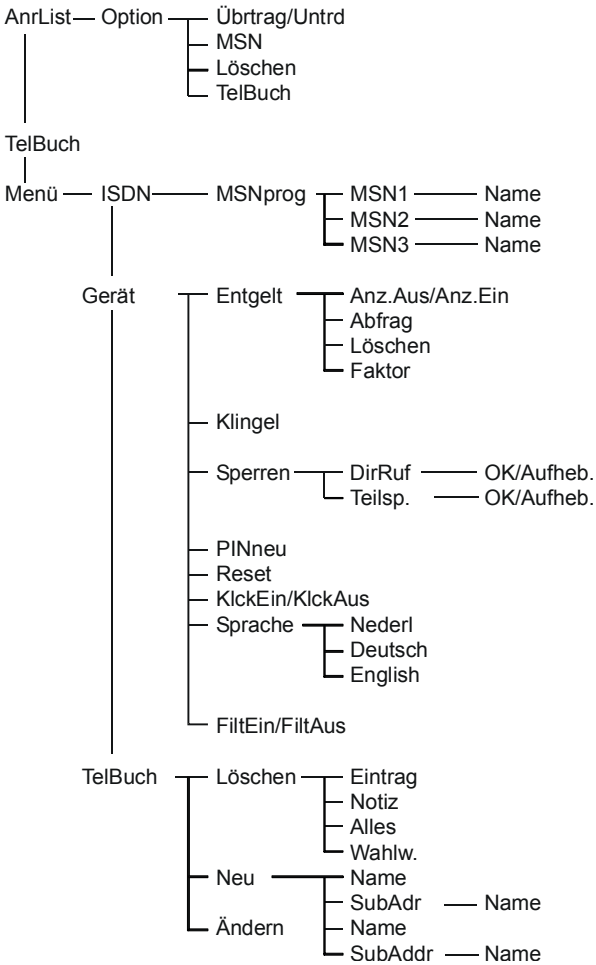 AnrList Option Übrtrag/Untrd
MSN
Löschen
TelBuch
TelBuch
Menü ISDN MSNprog MSN1 Name
MSN2 Name
MSN3 Name
Gerät Entgelt Anz.Aus/Anz.Ein
Abfrag
Löschen
Faktor
Klingel
Sperren DirRuf OK/Aufheb.
Teilsp. OK/Aufheb.
PINneu
Reset
KlckEin/KlckAus
Sprache Nederl
Deutsch
English
FiltEin/FiltAus
TelBuch Löschen Eintrag
Notiz
Alles
Wahlw.
Neu Name
SubAdr Name
Ändern Name
SubAddr Name